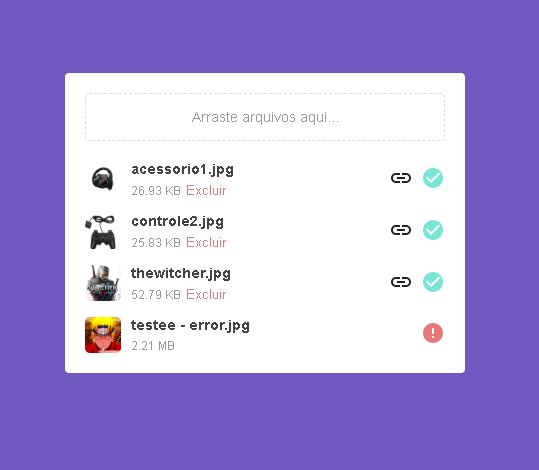 Arraste arquivos aqui...
acessorio1.jpg
26.93 KB Excluir
controle2.jpg
25.83 KB Excluir
thewitcher.jpg
52.79 KB Excluir
testee - error.jpg
2.21 MB